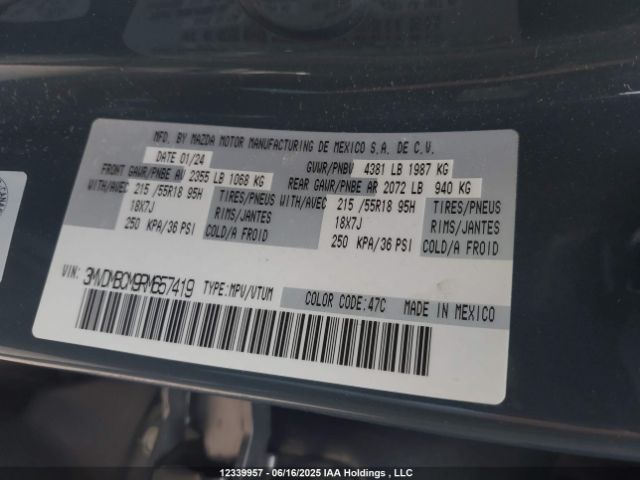 MFD. BY MAZDA MOTOR MANUFACTURING DE MEXICO S.A. DE C.V.
DATE 01/24 GVWR/PNBV 4381 LB 1987 KG
FRONT GAWR/PNBE AV 2355 LB 1068 KG REAR GAWR/PNBE AR 2072 LB 940 KG
WITH/AVEC 215 /55R18 95H TIRES/PNEUS WITH/AVEC 215 /55R18 95H TIRES/PNEUS
18X7J RIMS/JANTES 18X7J RIMS/JANTES
250 KPA/36 PSI COLD/A FROID 250 KPA/36 PSI COLD/A FROID
VIN: 3MVDMBCM9RM657419 TYPE:MPV/VTUM COLOR CODE:47C MADE IN MEXICO
12339957 - 06/16/2025 IAA Holdings , LLC